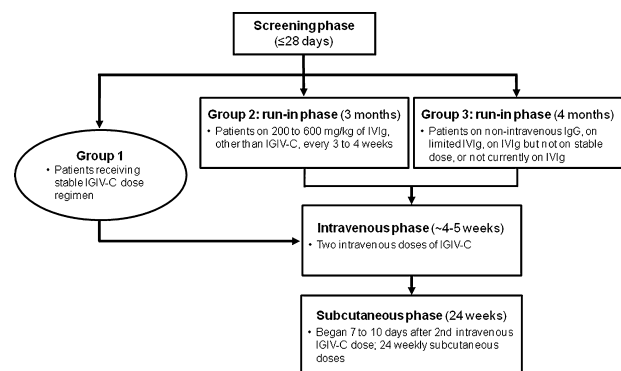 Screening phase
(≤28 days)
Group 1
• Patients receiving
stable IGIV-C dose
regimen
Group 2: run-in phase (3 months)
• Patients on 200 to 600 mg/kg of IVIg,
other than IGIV-C, every 3 to 4 weeks
Group 3: run-in phase (4 months)
• Patients on non-intravenous IgG, on
limited IVIg, on IVIg but not on stable
dose, or not currently on IVIg
Intravenous phase (~4-5 weeks)
• Two intravenous doses of IGIV-C
Subcutaneous phase (24 weeks)
• Began 7 to 10 days after 2nd intravenous
IGIV-C dose; 24 weekly subcutaneous
doses